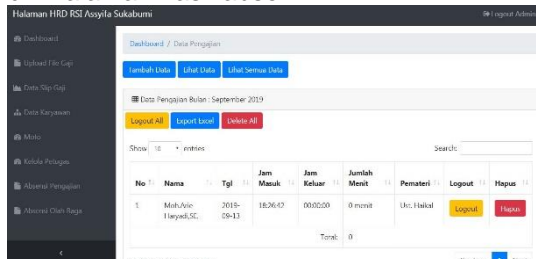 Halaman HRD RSI Assyifa Sukabumi
Logout Admin
Dashboard
Upload File Gaji
Data Slip Gaji
Data Karyawan
Moto
Kelola Petugas
Absensi Pengajian
Absensi Olah Raga
Dashboard / Data Pengajian
Tambah Data Lihat Data Lihat Semua Data
Data Pengajian Bulan : September 2019
Logout All Export Excel Delete All
Show 10 entries Search:
No Nama Tgl Jam Masuk Jam Keluar Jumlah Menit Pemateri Logout Hapus
1 Moh.Arie Haryadi,SE. 2019-09-13 18:26:42 00:00:00 0 menit Ust. Haikal Logout Hapus
Total: 0